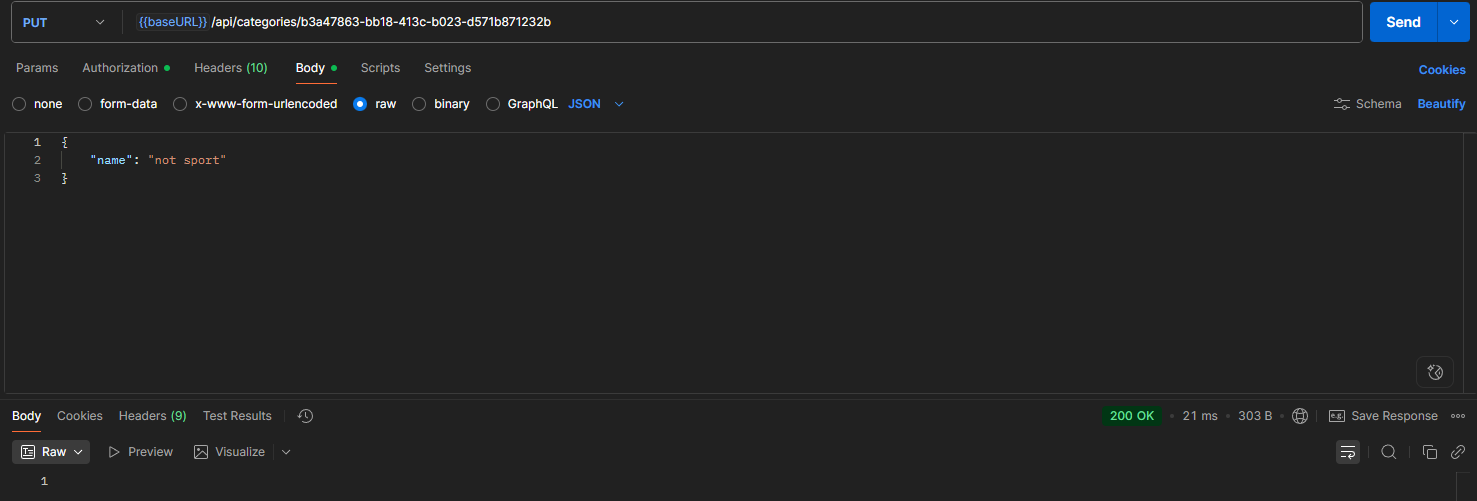 PUT {{baseURL}} /api/categories/b3a47863-bb18-413c-b023-d571b871232b Send
Params Authorization Headers (10) Body Scripts Settings Cookies
none form-data x-www-form-urlencoded raw binary GraphQL JSON Schema Beautify
1 {
2 "name": "not sport"
3 }
Body Cookies Headers (9) Test Results 200 OK 21 ms 303 B e.g. Save Response
Raw Preview Visualize
1